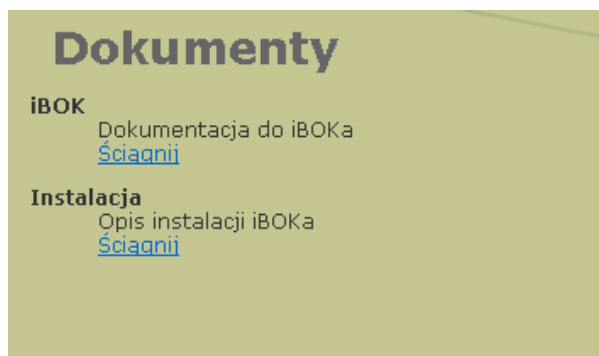 Dokumenty
iBOK
Dokumentacja do iBOKa
Ściągnij
Instalacja
Opis instalacji iBOKa
Ściągnij